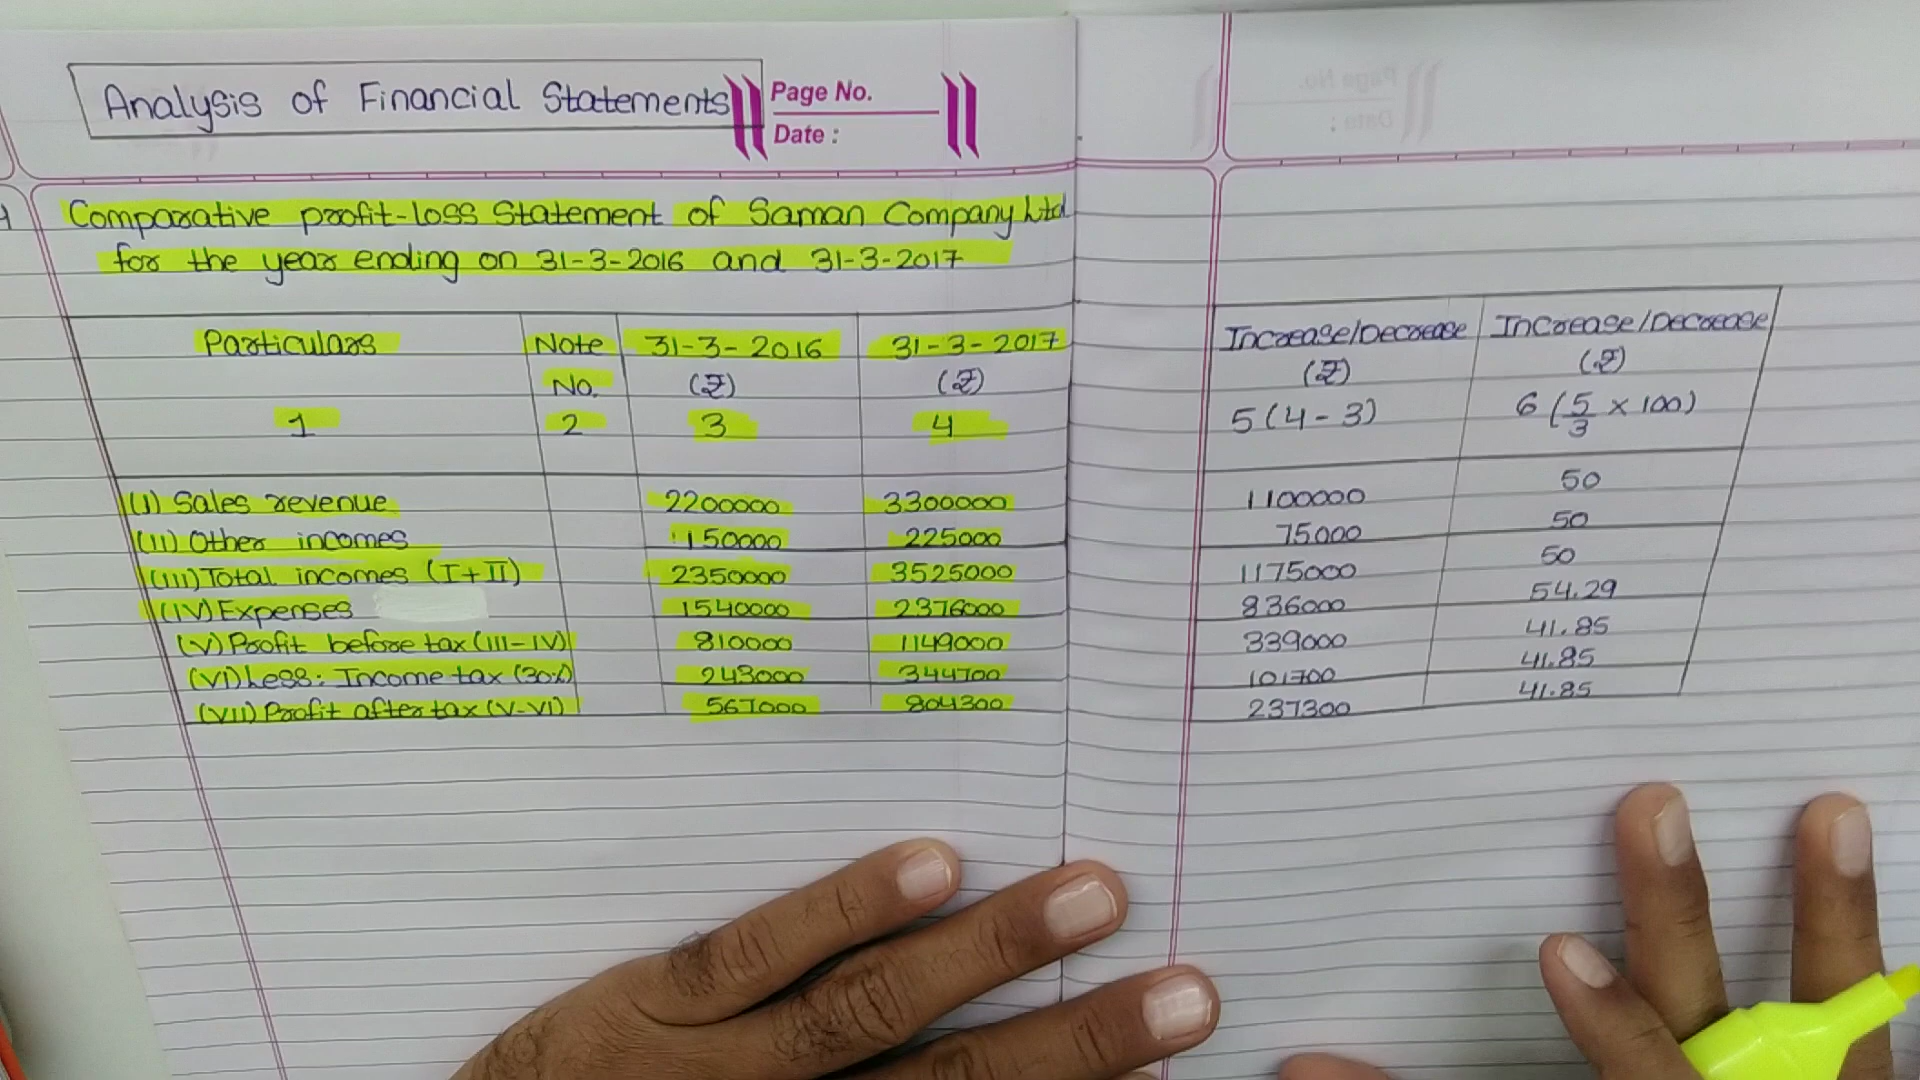 Analysis of Financial Statements
Page No.
Date :
Comparative profit-loss Statement of Saman Company Ltd
for the year ending on 31-3-2016 and 31-3-2017
Particulars Note No. 31-3-2016 (₹) 31-3-2017 (₹) Increase/Decrease (₹) Increase/Decrease (₹)
1 2 3 4 5 (4-3) 6 (5/3 × 100)
(I) Sales revenue 2200000 3300000 1100000 50
(II) Other incomes 150000 225000 75000 50
(III) Total incomes (I+II) 2350000 3525000 1175000 50
(IV) Expenses 1540000 2376000 836000 54.29
(V) Profit before tax (III-IV) 810000 1149000 339000 41.85
(VI) Less: Income tax (30%) 243000 344700 101700 41.85
(VII) Profit after tax (V-VI) 567000 804300 237300 41.85